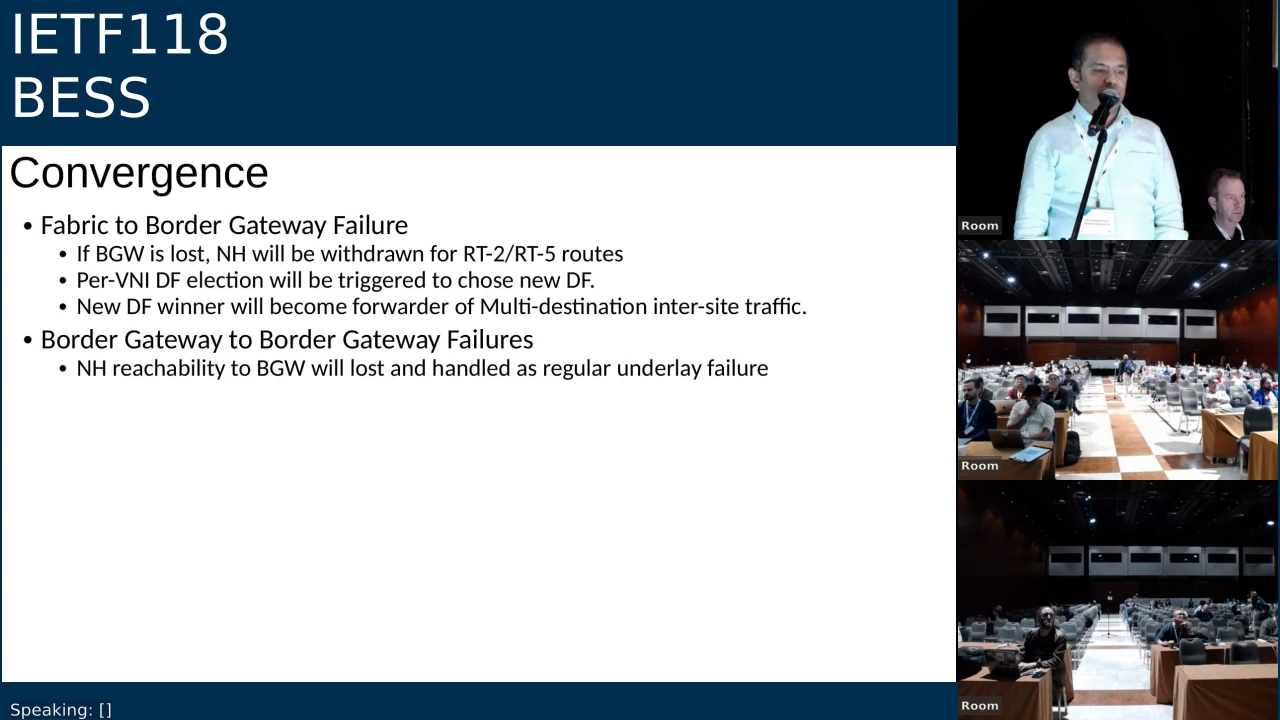 IETF118
BESS
Convergence
• Fabric to Border Gateway Failure
• If BGW is lost, NH will be withdrawn for RT-2/RT-5 routes
• Per-VNI DF election will be triggered to chose new DF.
• New DF winner will become forwarder of Multi-destination inter-site traffic.
• Border Gateway to Border Gateway Failures
• NH reachability to BGW will lost and handled as regular underlay failure
Speaking: []
Room
Room
Room